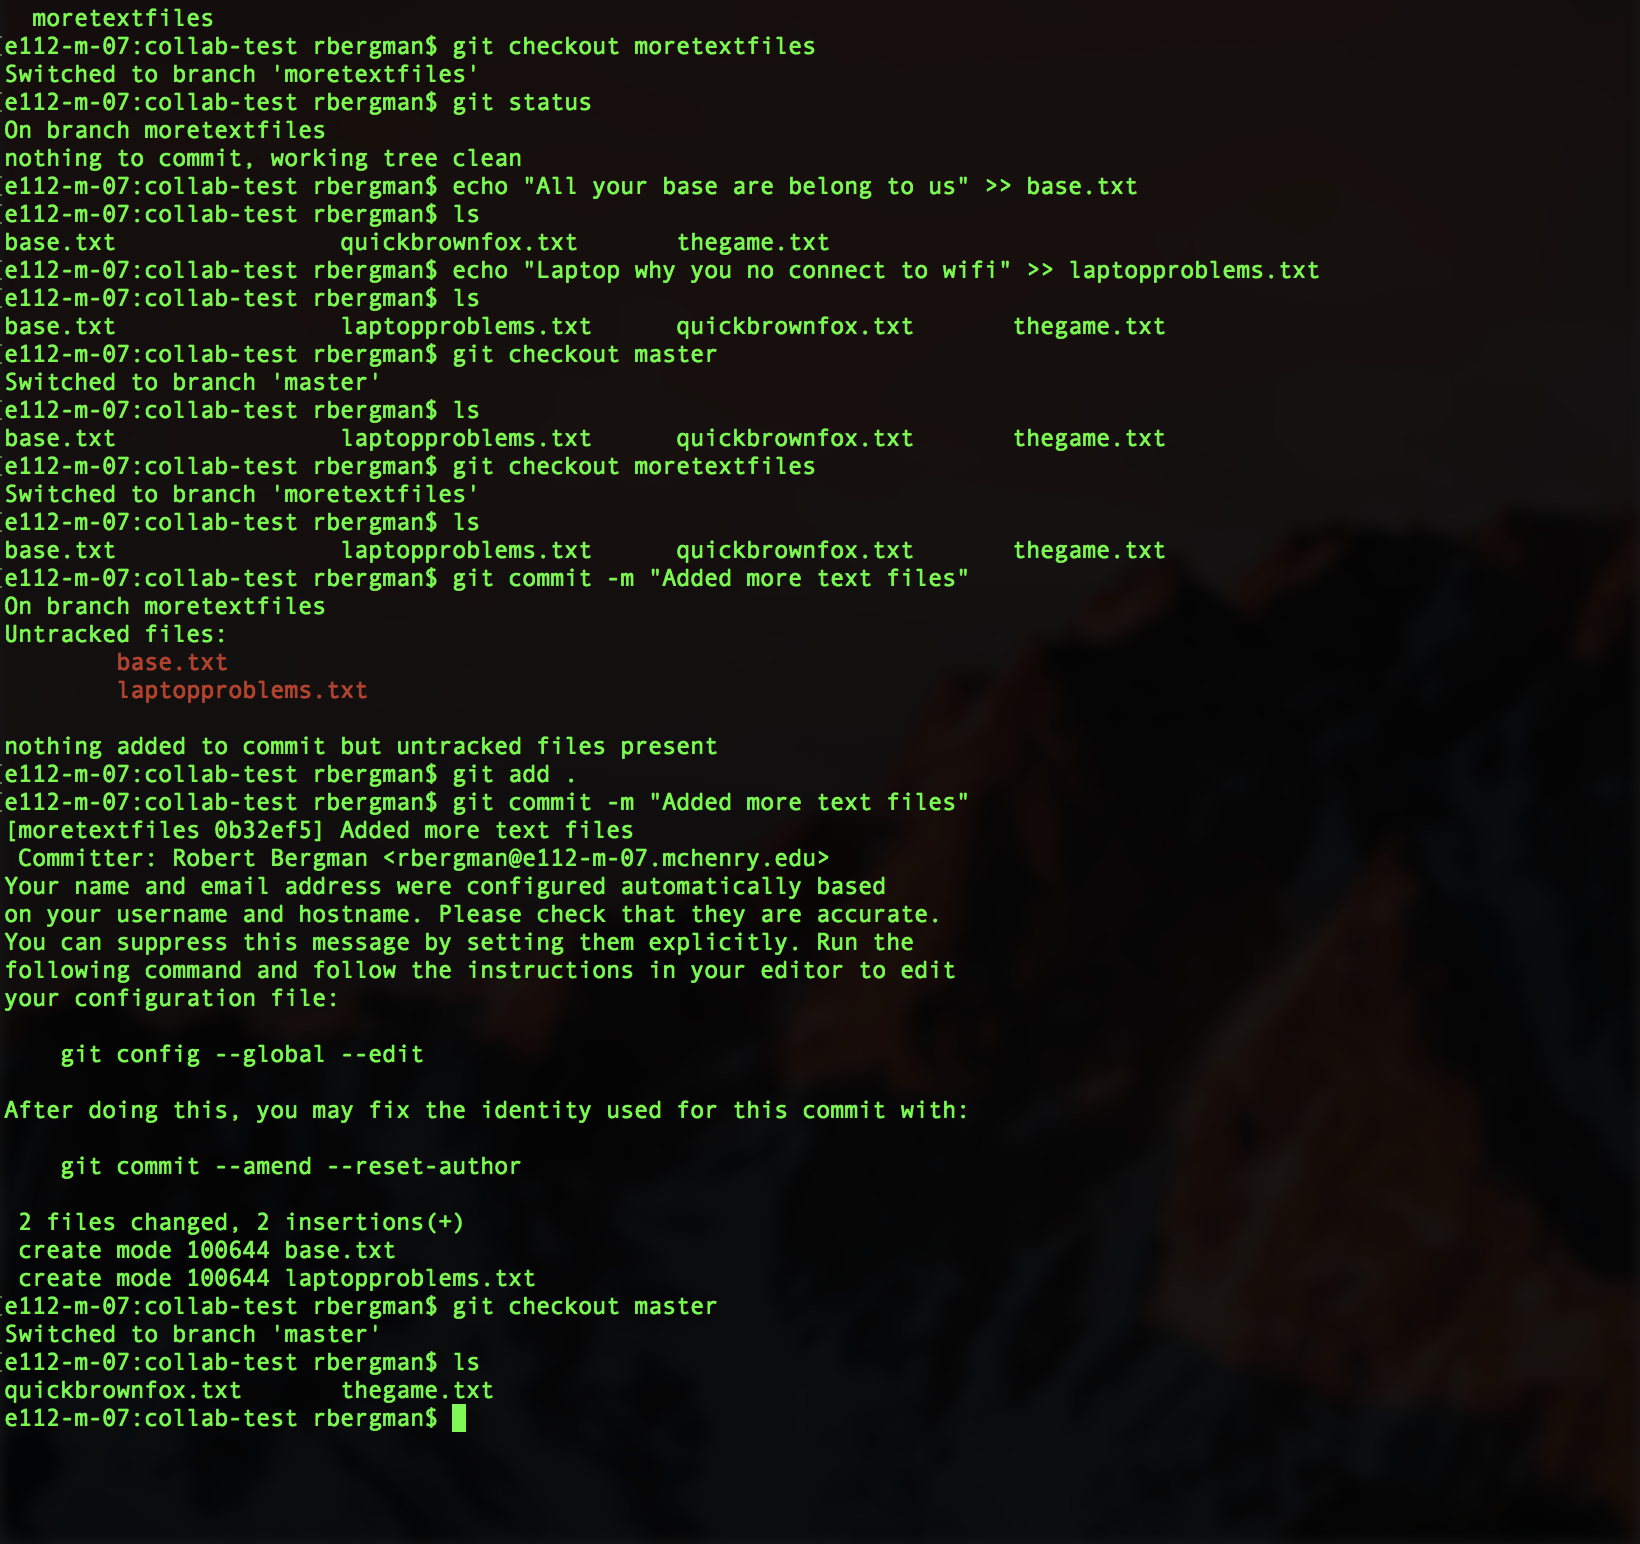 moretextfiles
e112-m-07:collab-test rbergman$ git checkout moretextfiles
Switched to branch 'moretextfiles'
e112-m-07:collab-test rbergman$ git status
On branch moretextfiles
nothing to commit, working tree clean
e112-m-07:collab-test rbergman$ echo "All your base are belong to us" >> base.txt
e112-m-07:collab-test rbergman$ ls
base.txt                quickbrownfox.txt       thegame.txt
e112-m-07:collab-test rbergman$ echo "Laptop why you no connect to wifi" >> laptopproblems.txt
e112-m-07:collab-test rbergman$ ls
base.txt                laptopproblems.txt      quickbrownfox.txt       thegame.txt
e112-m-07:collab-test rbergman$ git checkout master
Switched to branch 'master'
e112-m-07:collab-test rbergman$ ls
base.txt                laptopproblems.txt      quickbrownfox.txt       thegame.txt
e112-m-07:collab-test rbergman$ git checkout moretextfiles
Switched to branch 'moretextfiles'
e112-m-07:collab-test rbergman$ ls
base.txt                laptopproblems.txt      quickbrownfox.txt       thegame.txt
e112-m-07:collab-test rbergman$ git commit -m "Added more text files"
On branch moretextfiles
Untracked files:
        base.txt
        laptopproblems.txt

nothing added to commit but untracked files present
e112-m-07:collab-test rbergman$ git add .
e112-m-07:collab-test rbergman$ git commit -m "Added more text files"
[moretextfiles 0b32ef5] Added more text files
 Committer: Robert Bergman <rbergman@e112-m-07.mchenry.edu>
Your name and email address were configured automatically based
on your username and hostname. Please check that they are accurate.
You can suppress this message by setting them explicitly. Run the
following command and follow the instructions in your editor to edit
your configuration file:

    git config --global --edit

After doing this, you may fix the identity used for this commit with:

    git commit --amend --reset-author

 2 files changed, 2 insertions(+)
 create mode 100644 base.txt
 create mode 100644 laptopproblems.txt
e112-m-07:collab-test rbergman$ git checkout master
Switched to branch 'master'
e112-m-07:collab-test rbergman$ ls
quickbrownfox.txt       thegame.txt
e112-m-07:collab-test rbergman$